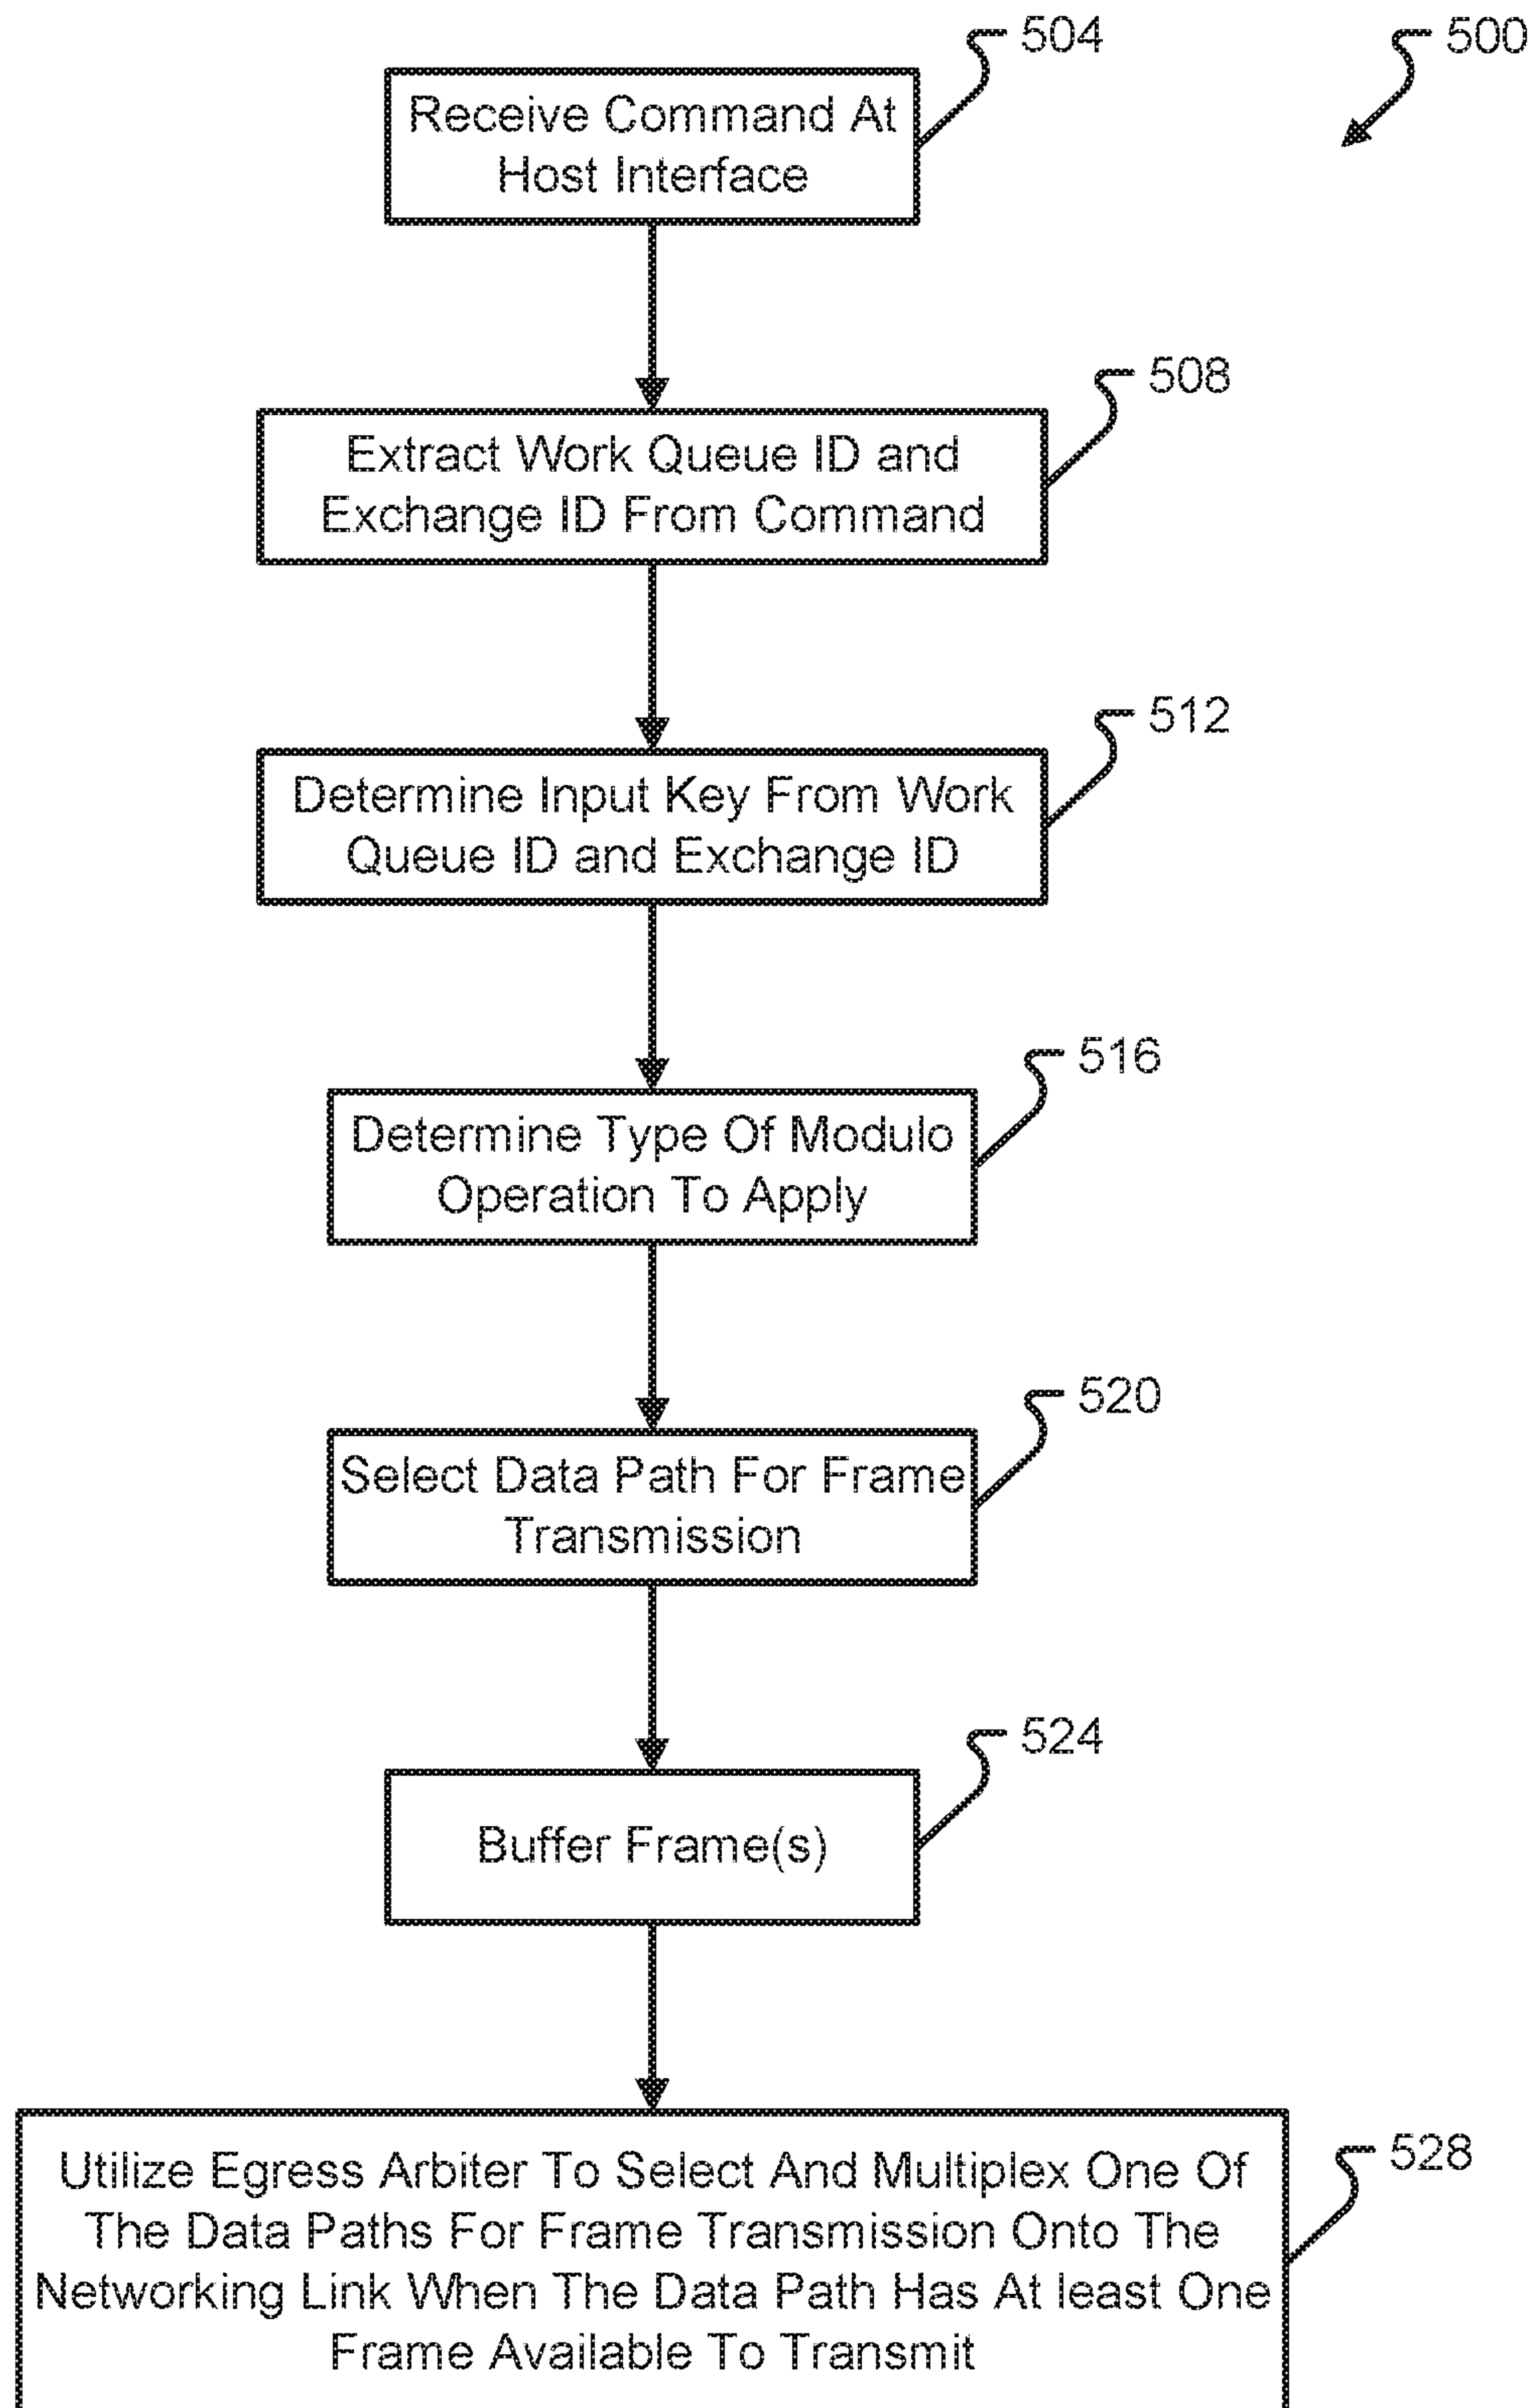 504
500
Receive Command At
Host Interface
508
Extract Work Queue ID and
Exchange ID From Command
512
Determine Input Key From Work
Queue ID and Exchange ID
516
Determine Type Of Modulo
Operation To Apply
520
Select Data Path For Frame
Transmission
524
Buffer Frame(s)
528
Utilize Egress Arbiter To Select And Multiplex One Of
The Data Paths For Frame Transmission Onto The
Networking Link When The Data Path Has At least One
Frame Available To Transmit